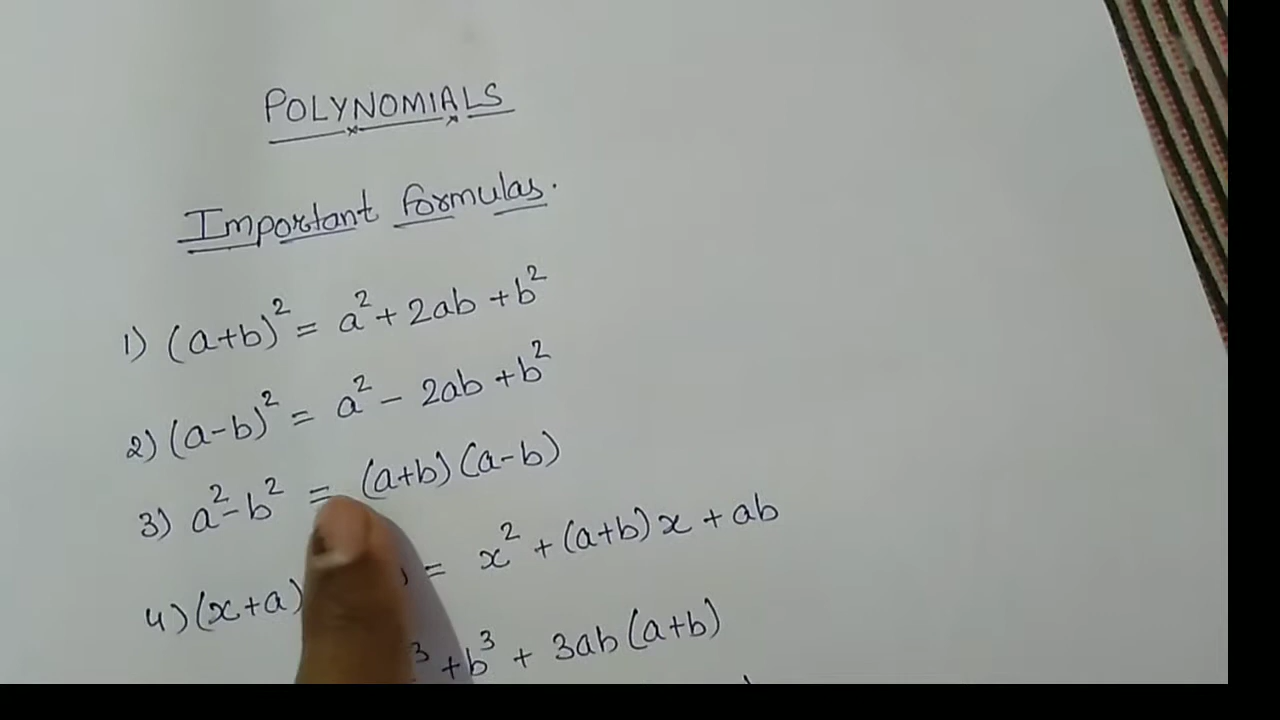 POLYNOMIALS
Important formulas.
1) (a+b)² = a² + 2ab + b²
2) (a-b)² = a² - 2ab + b²
3) a² - b² = (a+b) (a-b)
4) (x+a) ) = x² + (a+b) x + ab
³ + b³ + 3ab (a+b)